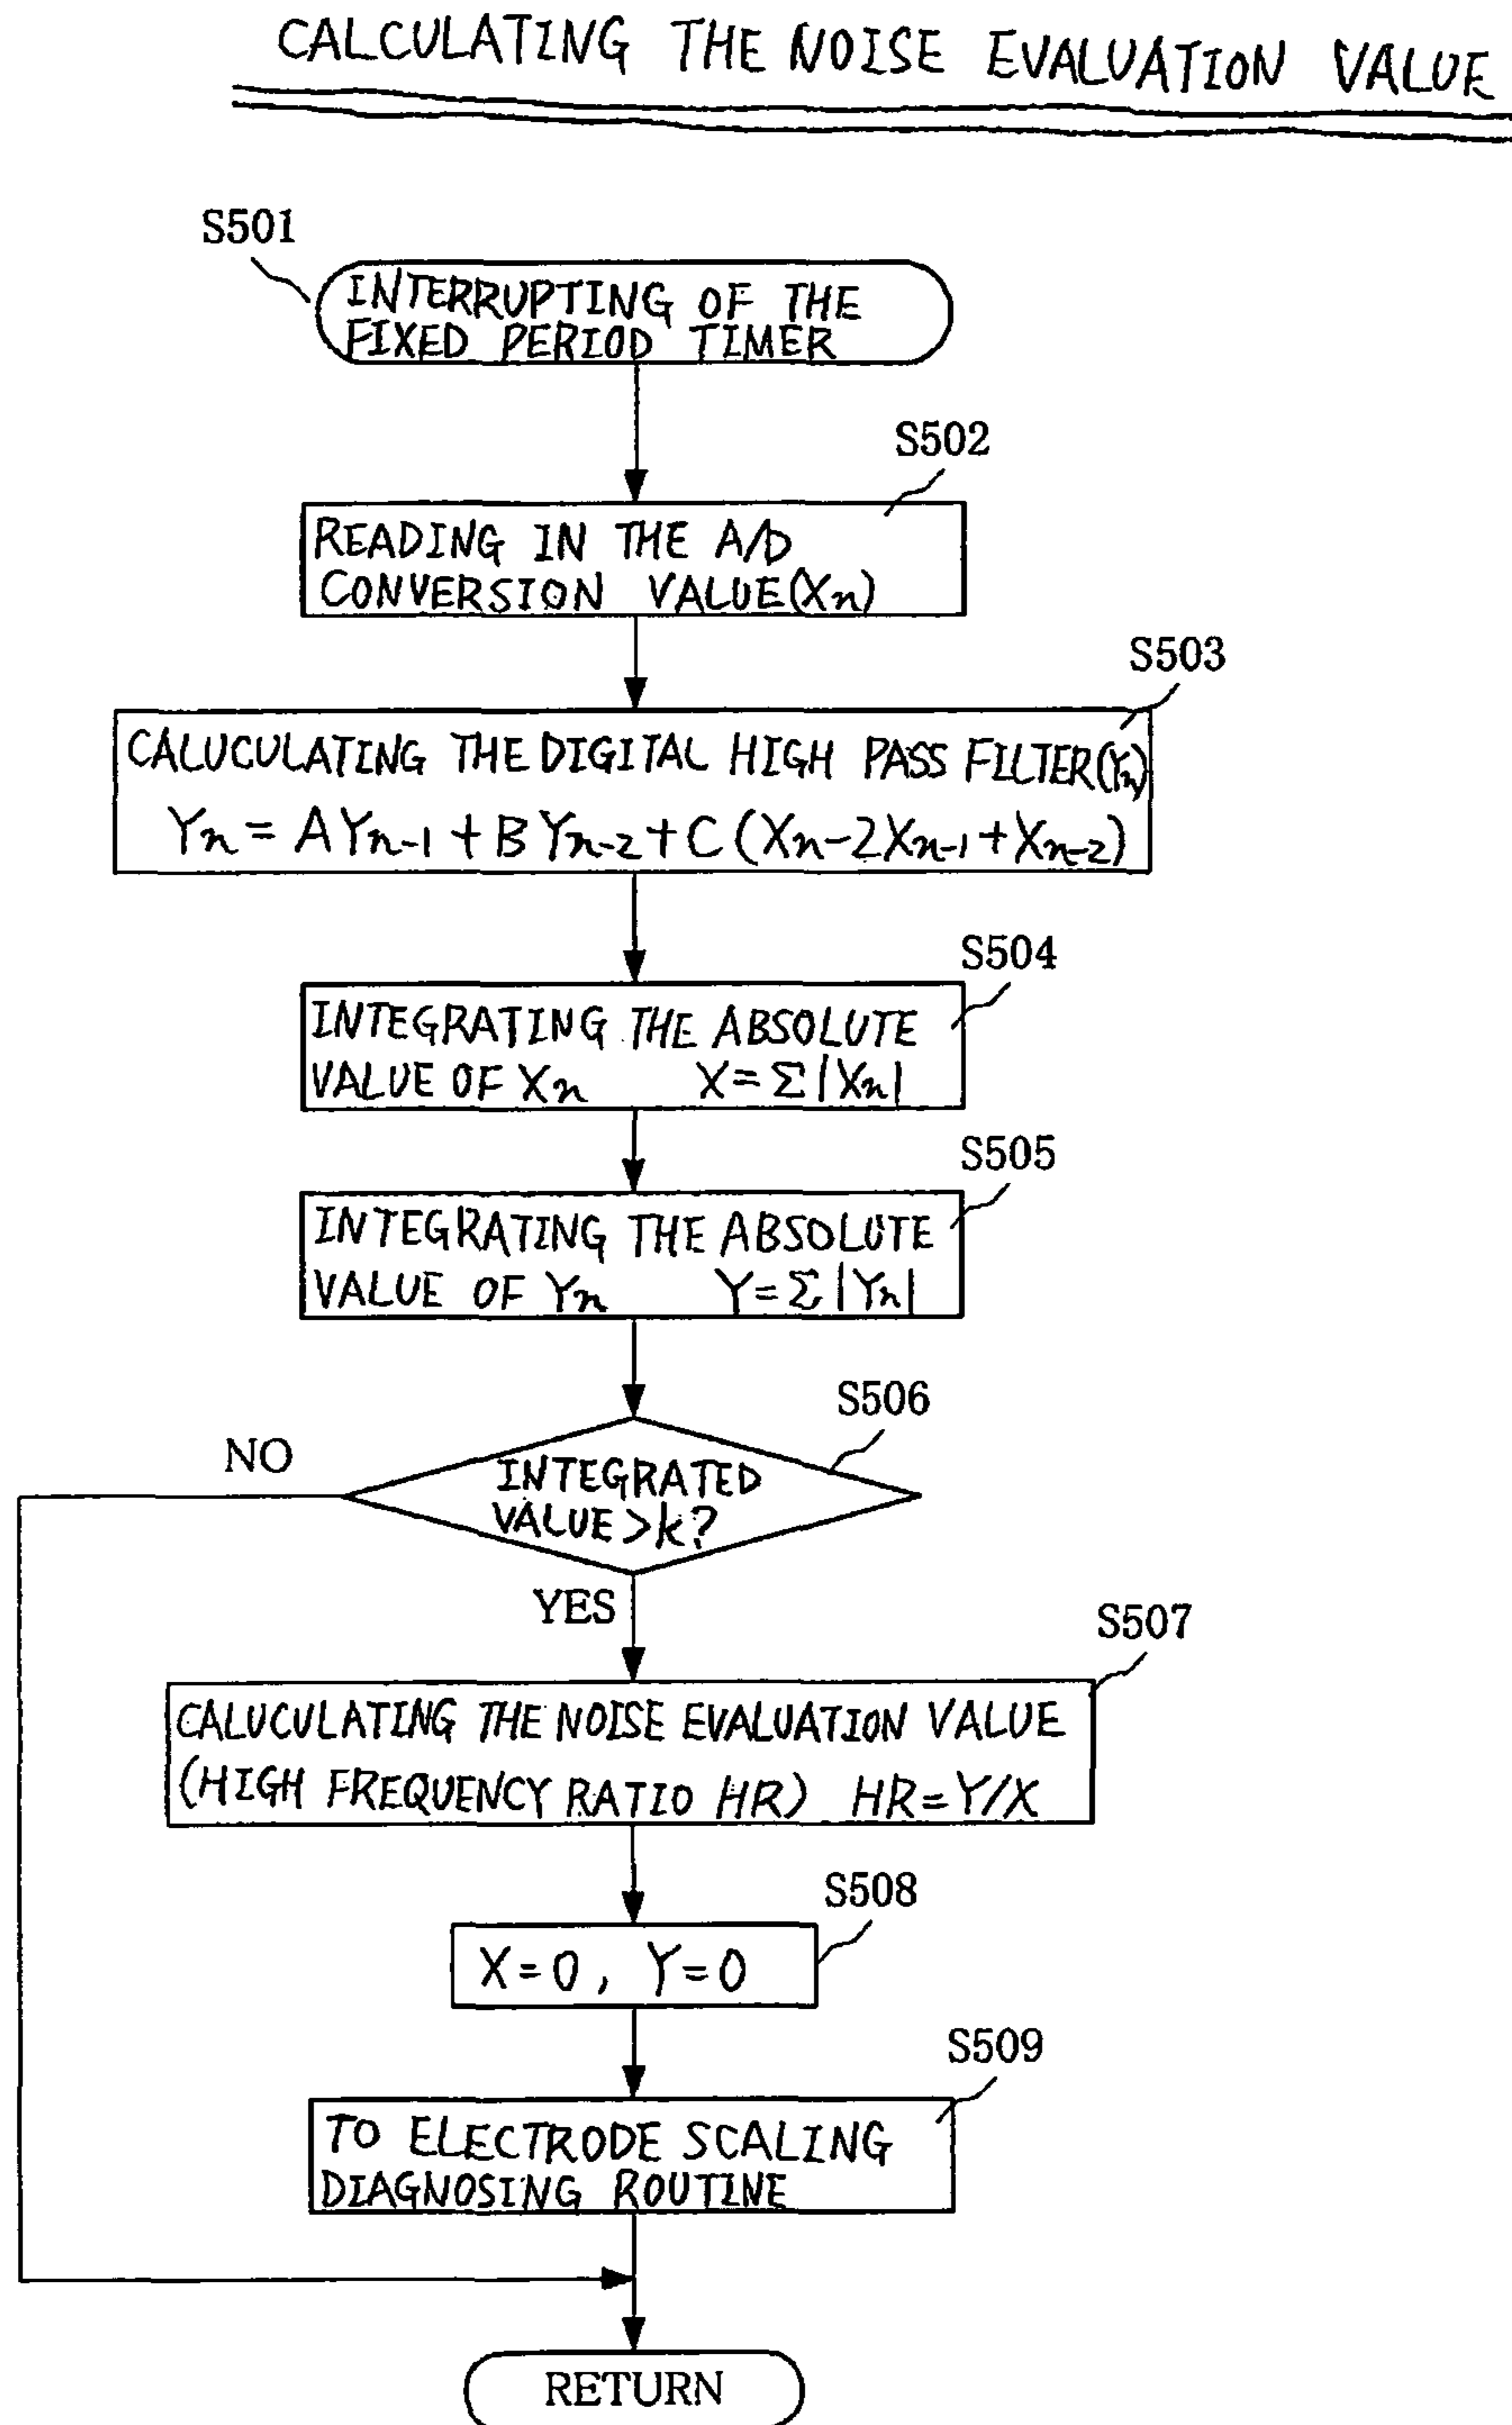 CALCULATING THE NOISE EVALUATION VALUE
S501
INTERRUPTING OF THE
FIXED PERIOD TIMER
S502
READING IN THE A/D
CONVERSION VALUE(Xn)
S503
CALUCULATING THE DIGITAL HIGH PASS FILTER(Yn)
Yn = AYn-1 + BYn-2 + C(Xn-2Xn-1+Xn-2)
S504
INTEGRATING THE ABSOLUTE
VALUE OF Xn X=Σ|Xn|
S505
INTEGRATING THE ABSOLUTE
VALUE OF Yn Y=Σ|Yn|
S506
NO
INTEGRATED
VALUE>k?
YES
S507
CALUCULATING THE NOISE EVALUATION VALUE
(HIGH FREQUENCY RATIO HR) HR=Y/X
S508
X=0, Y=0
S509
TO ELECTRODE SCALING
DIAGNOSING ROUTINE
RETURN